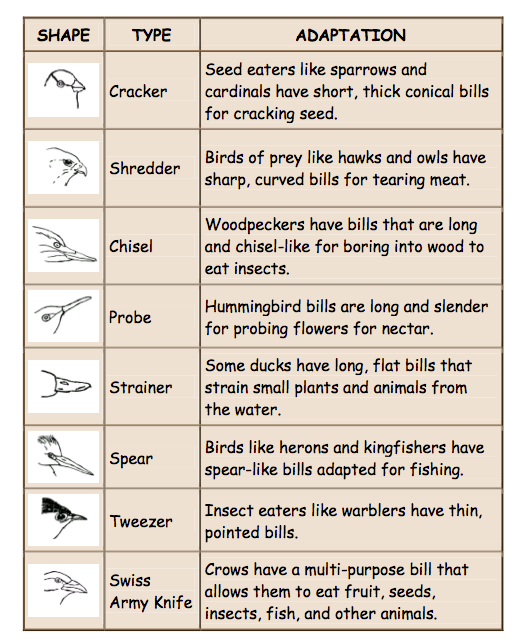 SHAPE TYPE ADAPTATION
Cracker
Seed eaters like sparrows and
cardinals have short, thick conical bills
for cracking seed.
Shredder
Birds of prey like hawks and owls have
sharp, curved bills for tearing meat.
Chisel
Woodpeckers have bills that are long
and chisel-like for boring into wood to
eat insects.
Probe
Hummingbird bills are long and slender
for probing flowers for nectar.
Strainer
Some ducks have long, flat bills that
strain small plants and animals from
the water.
Spear
Birds like herons and kingfishers have
spear-like bills adapted for fishing.
Tweezer
Insect eaters like warblers have thin,
pointed bills.
Swiss
Army Knife
Crows have a multi-purpose bill that
allows them to eat fruit, seeds,
insects, fish, and other animals.